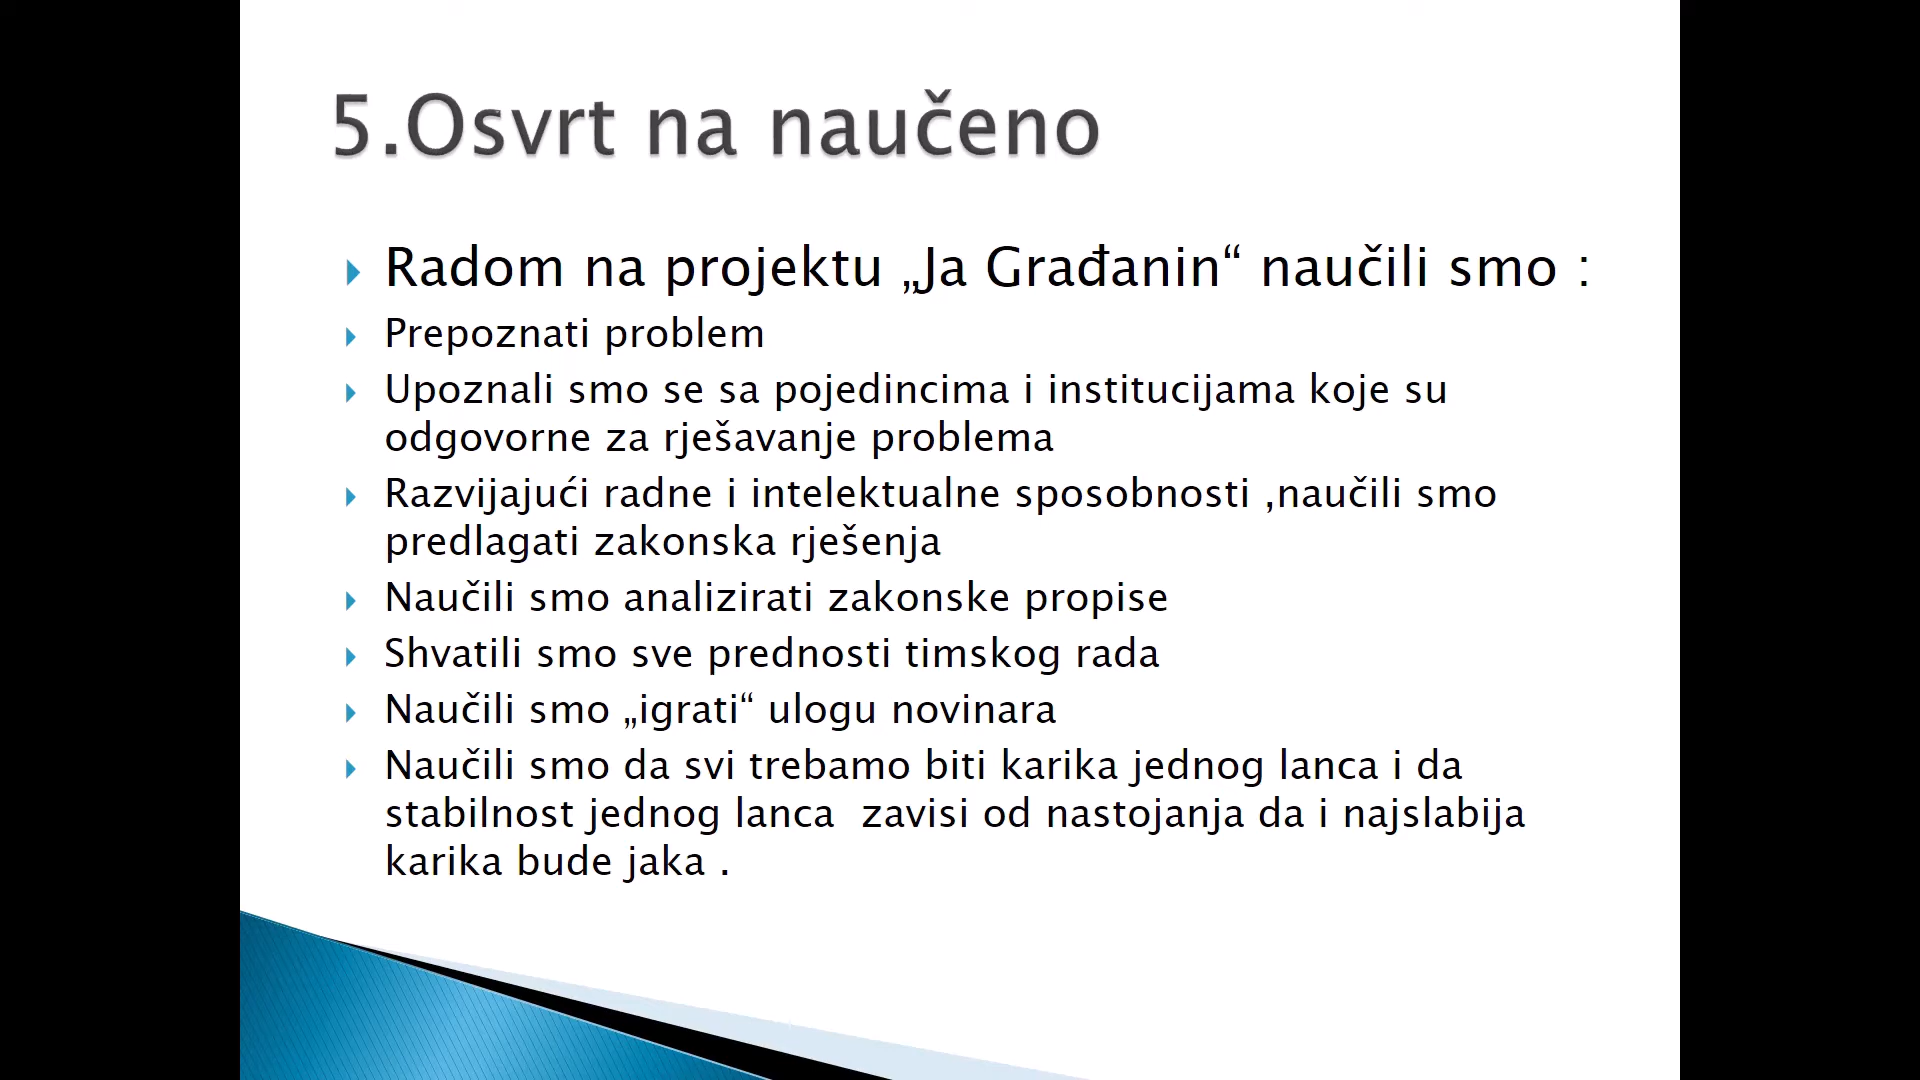 5.Osvrt na naučeno
Radom na projektu „Ja Građanin“ naučili smo :
Prepoznati problem
Upoznali smo se sa pojedincima i institucijama koje su
odgovorne za rješavanje problema
Razvijajući radne i intelektualne sposobnosti ,naučili smo
predlagati zakonska rješenja
Naučili smo analizirati zakonske propise
Shvatili smo sve prednosti timskog rada
Naučili smo „igrati“ ulogu novinara
Naučili smo da svi trebamo biti karika jednog lanca i da
stabilnost jednog lanca  zavisi od nastojanja da i najslabija
karika bude jaka .